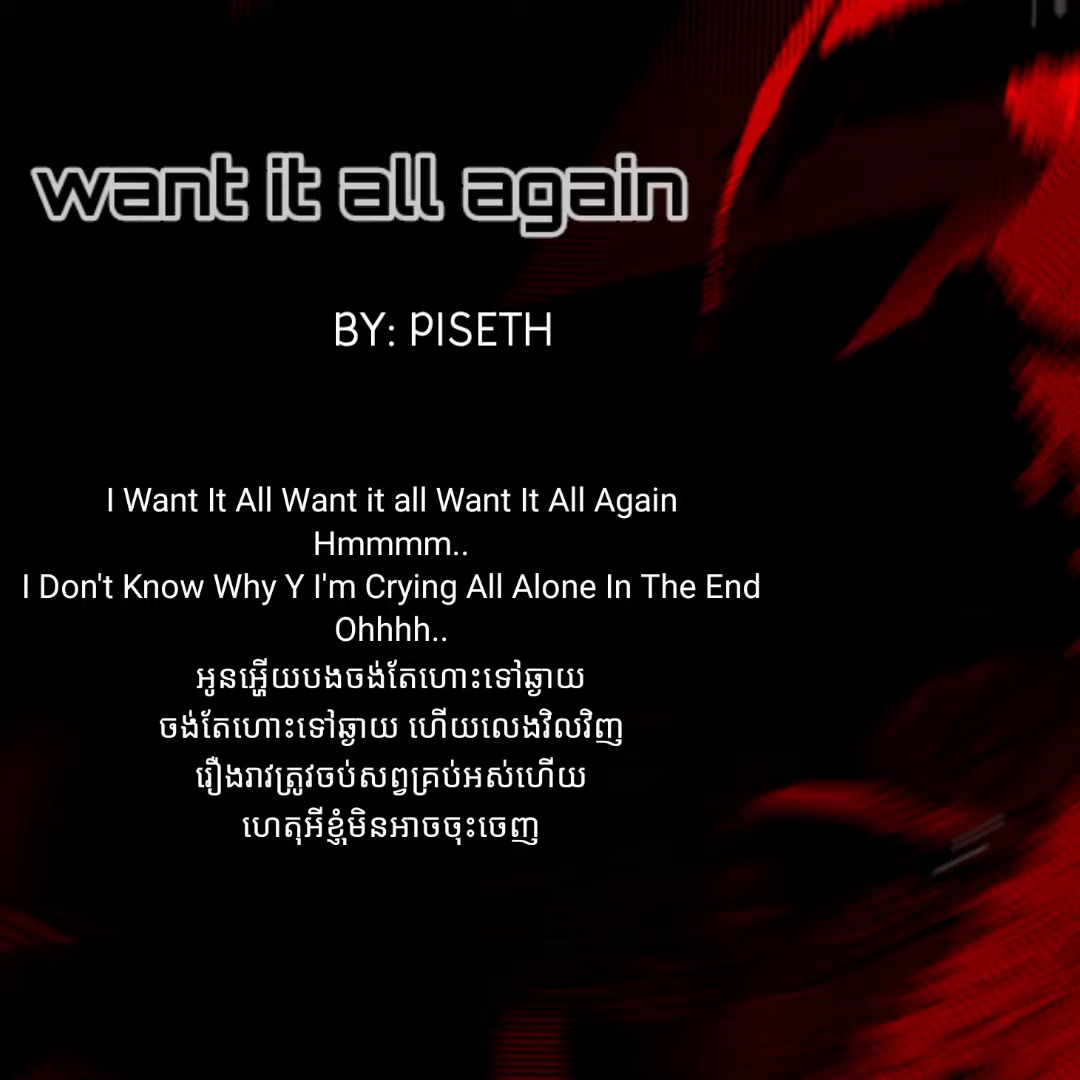 want it all again
BY: PISETH
I Want It All Want it all Want It All Again
Hmmmm..
I Don't Know Why Y I'm Crying All Alone In The End
Ohhhh..
អូនអ្ហើយបងចង់តែហោះទៅឆ្ងាយ
ចង់តែហោះទៅឆ្ងាយ ហើយលេងវិលវិញ
រឿងរាវត្រូវចប់សព្វគ្រប់អស់ហើយ
ហេតុអីខ្ញុំមិនអាចចុះចេញ